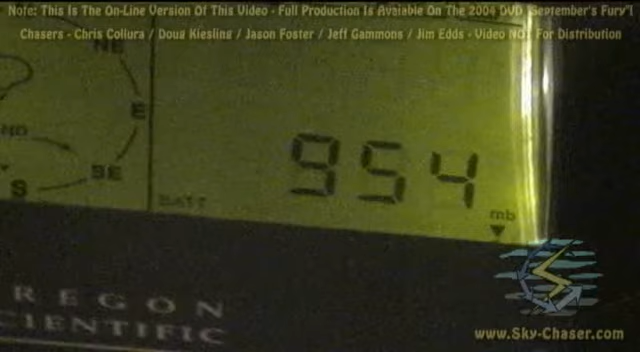 Note: This Is The On-Line Version Of This Video - Full Production Is Avaiable On The 2004 DVD "September's Fury"!
Chasers - Chris Collura / Doug Kiesling / Jason Foster / Jeff Gammons / Jim Edds - Video NOT For Distribution
NE
E
ND
SE
S
BATT
954
mb
REGON
CIENTIFIC
www.Sky-Chaser.com